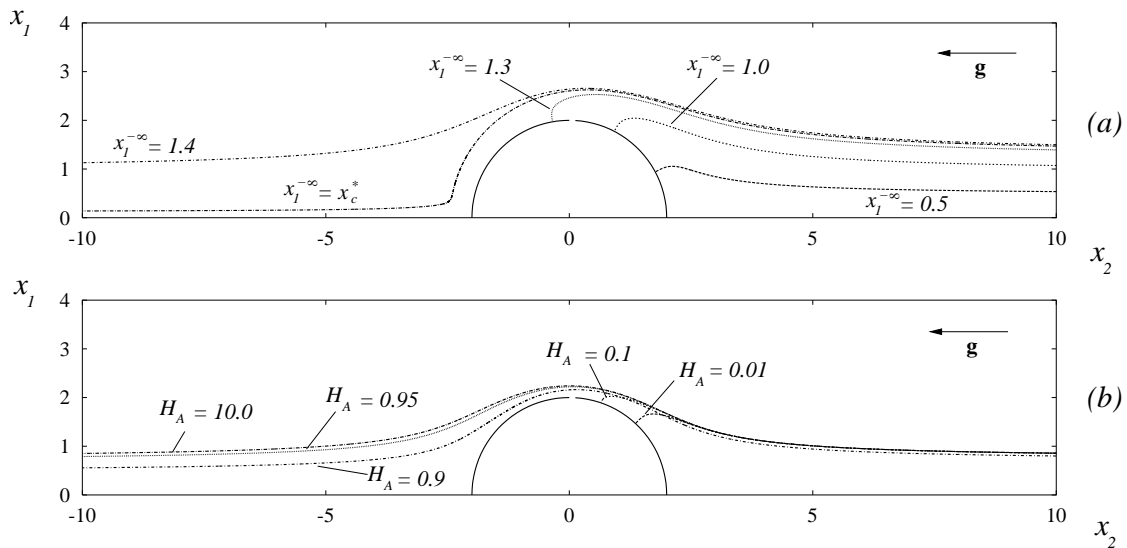 x₁
4
3
2
1
0
-10 -5 0 5 10
x₂
x₁⁻∞ = 1.3
x₁⁻∞ = 1.0
g
(a)
x₁⁻∞ = 1.4
x₁⁻∞ = x_c*
x₁⁻∞ = 0.5
x₁
4
3
2
1
0
-10 -5 0 5 10
x₂
H_A = 0.1
H_A = 0.01
g
(b)
H_A = 10.0
H_A = 0.95
H_A = 0.9